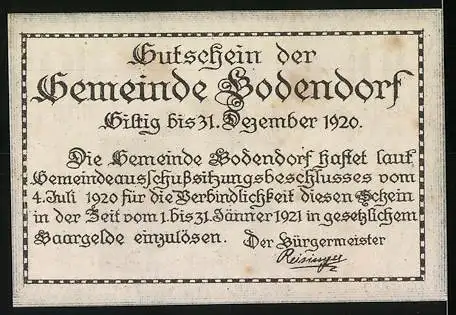 Gutschein der
Gemeinde Bodendorf
Giltig bis 31. Dezember 1920.
Die Gemeinde Bodendorf haftet laut
Gemeindeausschußsitzungsbeschlusses vom
4. Juli 1920 für die Verbindlichkeit diesen Schein
in der Zeit vom 1. bis 31. Jänner 1921 in gesetzlichem
Baargelde einzulösen. Der Bürgermeister
Reisinger